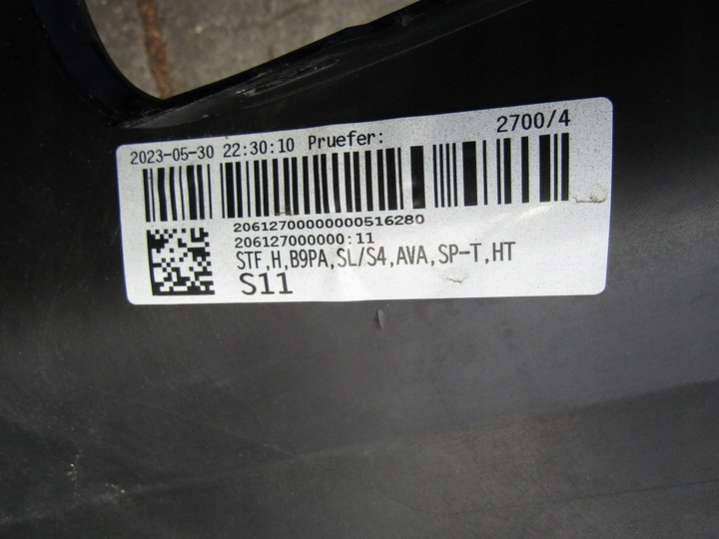 2023-05-30 22:30:10 Pruefer: 2700/4
20612700000000516280
206127000000:11
STF,H,B9PA,SL/S4,AVA,SP-T,HT
S11